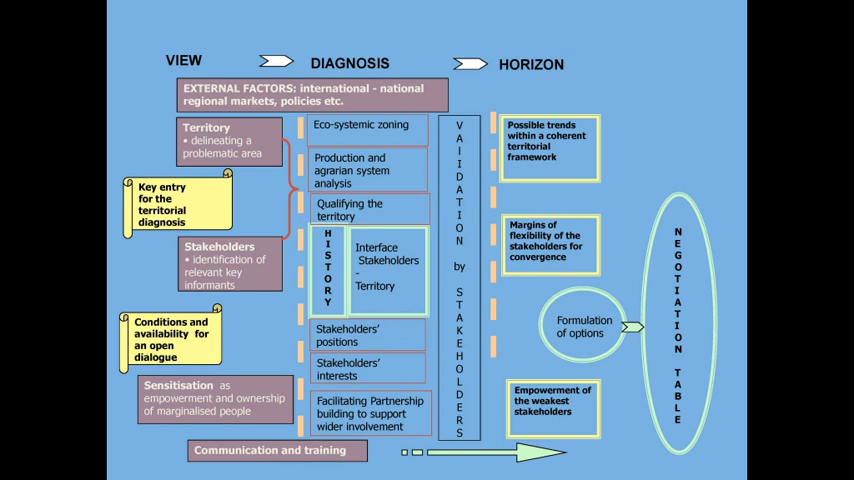 VIEW
DIAGNOSIS
HORIZON
EXTERNAL FACTORS: international - national
regional markets, policies etc.
Territory
• delineating a
problematic area
Key entry
for the
territorial
diagnosis
Stakeholders
• identification of
relevant key
informants
Conditions and
availability for
an open
dialogue
Sensitisation as
empowerment and ownership
of marginalised people
Communication and training
Eco-systemic zoning
Production and
agrarian system
analysis
Qualifying the
territory
HISTORY
Interface
Stakeholders
-
Territory
Stakeholders’
positions
Stakeholders’
interests
Facilitating Partnership
building to support
wider involvement
VAlIDATION
by
STAKEHOLDERS
Possible trends
within a coherent
territorial
framework
Margins of
flexibility of the
stakeholders for
convergence
Formulation
of options
Empowerment of
the weakest
stakeholders
NEGOTIATION
TABLE